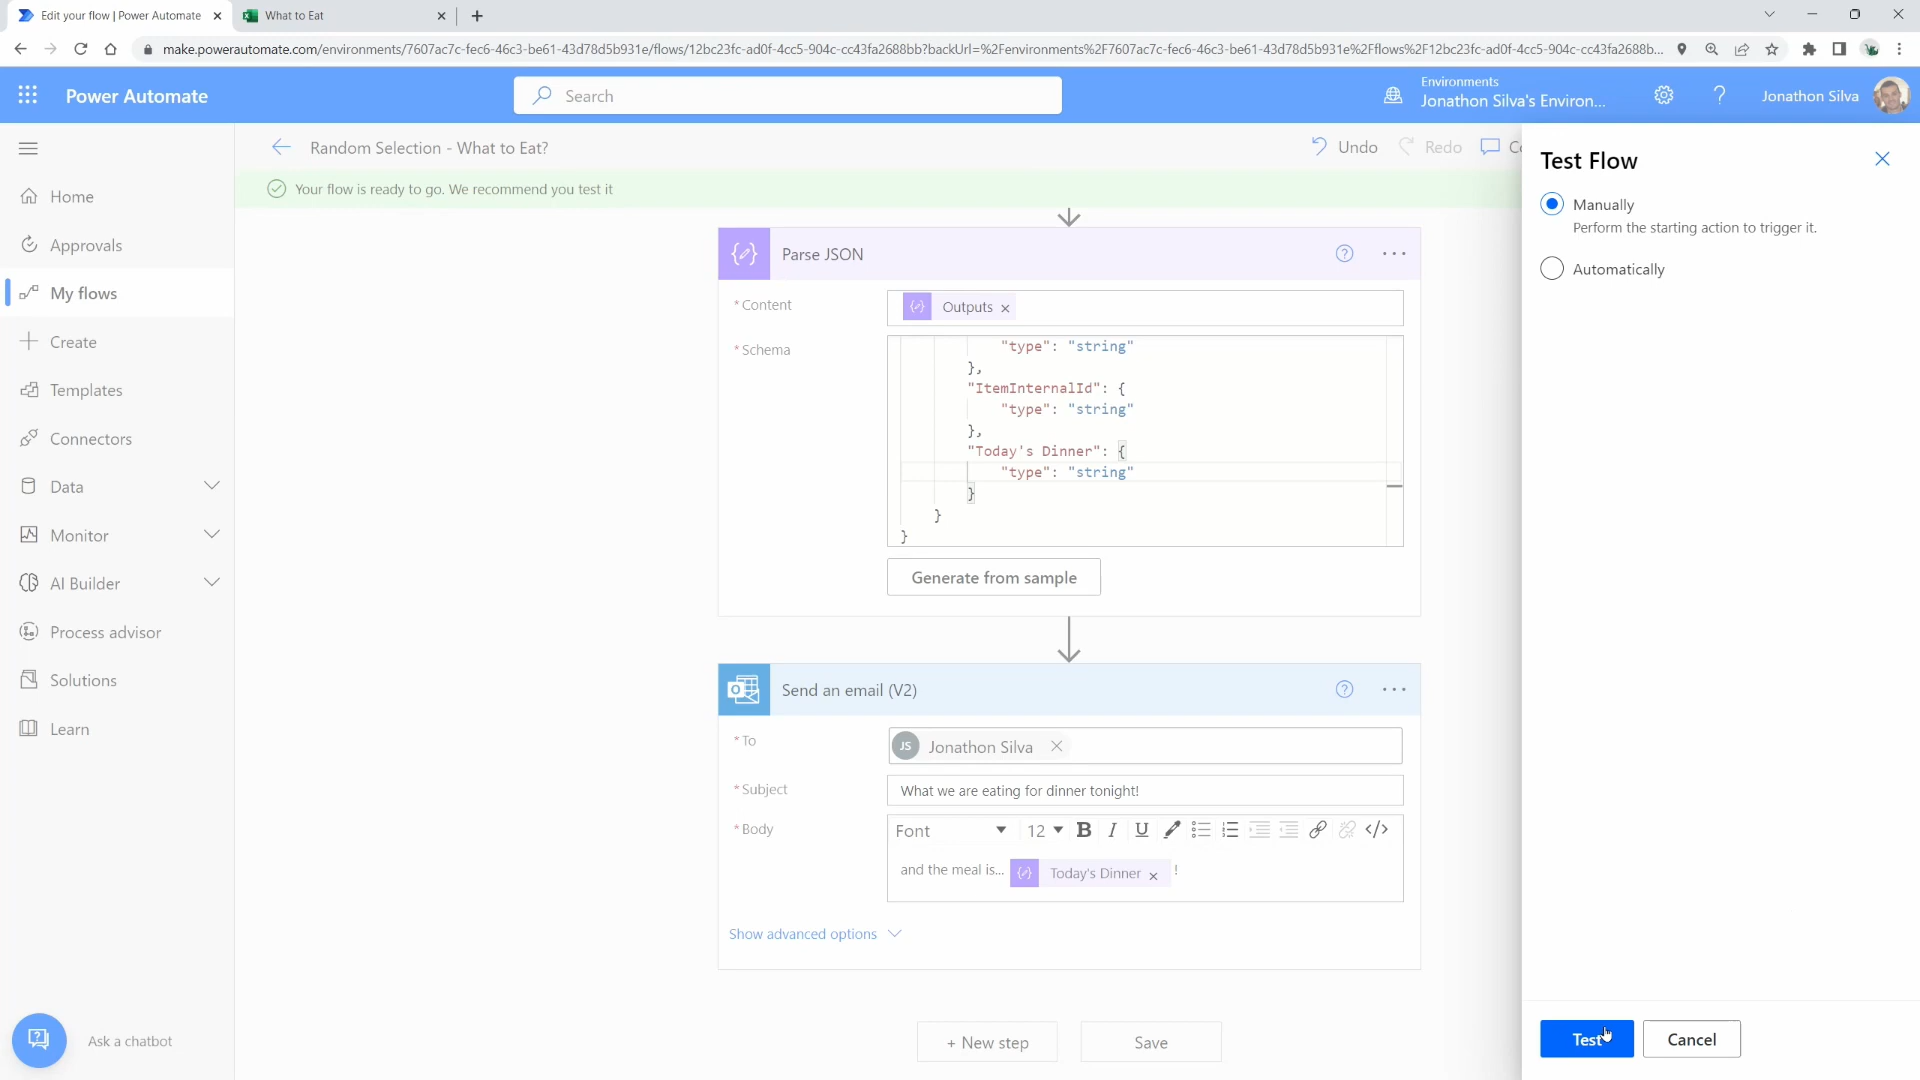 Edit your flow | Power Automate
What to Eat
make.powerautomate.com/environments/7607ac7c-fec6-46c3-be61-43d78d5b931e/flows/12bc23fc-ad0f-4cc5-904c-cc43fa2688bb?backUrl=%2Fenvironments%2F7607ac7c-fec6-46c3-be61-43d78d5b931e%2Fflows%2F12bc23fc-ad0f-4cc5-904c-cc43fa2688b...
Power Automate
Search
Environments
Jonathon Silva's Environ...
Jonathon Silva
Random Selection - What to Eat?
Undo
Redo
Your flow is ready to go. We recommend you test it
Home
Approvals
My flows
Create
Templates
Connectors
Data
Monitor
AI Builder
Process advisor
Solutions
Learn
Ask a chatbot
Parse JSON
* Content
Outputs
* Schema
"type": "string"
},
"ItemInternalId": {
"type": "string"
},
"Today's Dinner": {
"type": "string"
}
}
}
Generate from sample
Send an email (V2)
* To
JS Jonathon Silva
* Subject
What we are eating for dinner tonight!
* Body
Font
12
B I U </>
and the meal is... Today's Dinner !
Show advanced options
+ New step
Save
Test Flow
Manually
Perform the starting action to trigger it.
Automatically
Test
Cancel